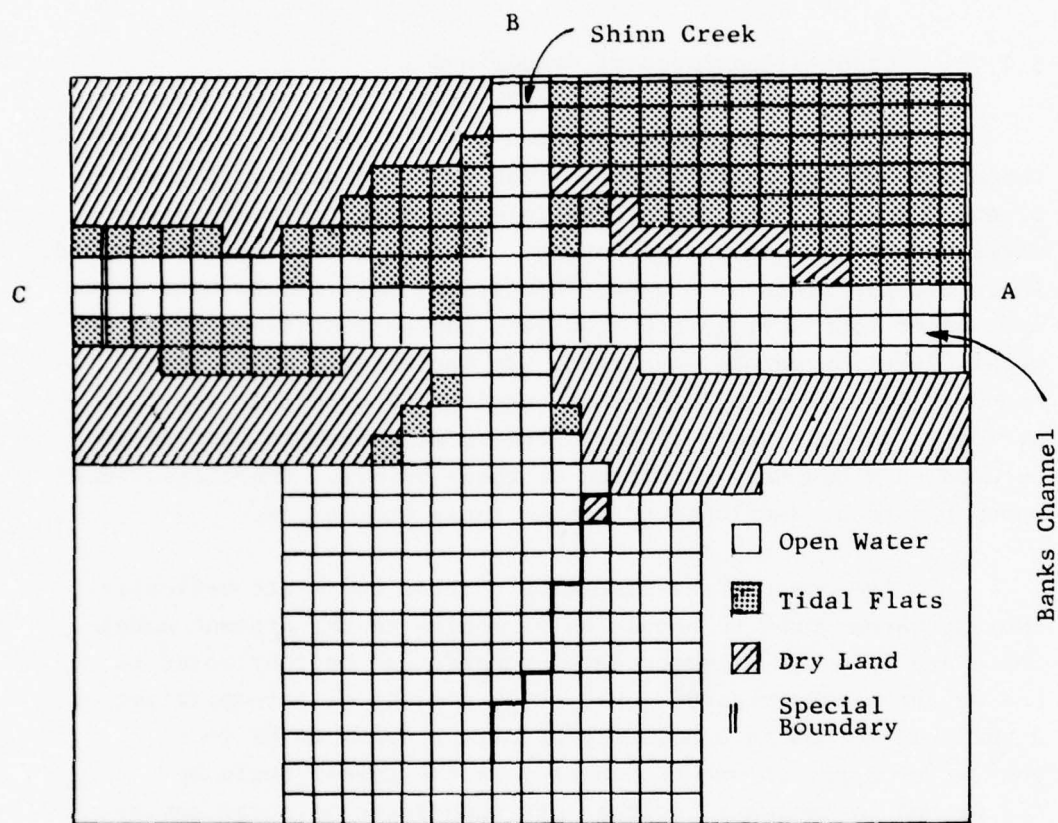 B
Shinn Creek
C
A
Banks Channel
Open Water
Tidal Flats
Dry Land
Special
Boundary